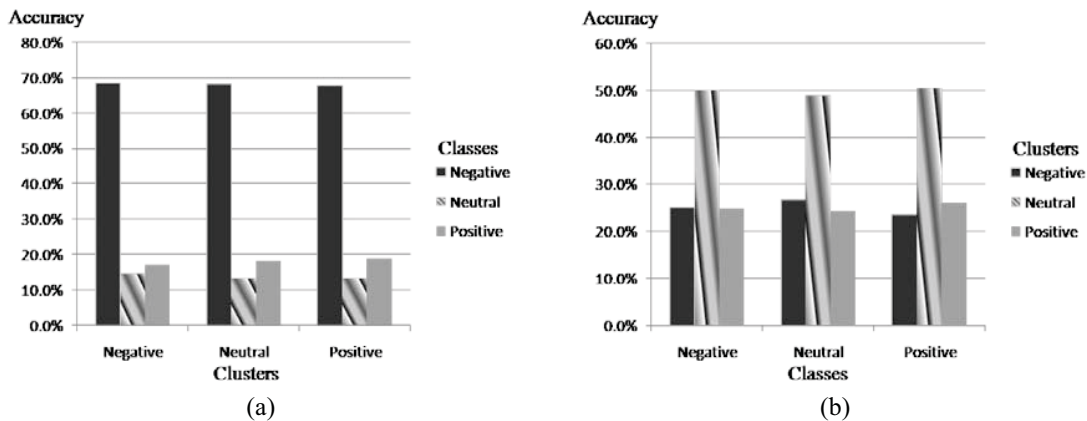 Accuracy
80.0%
70.0%
60.0%
50.0%
40.0%
30.0%
20.0%
10.0%
0.0%
Negative Neutral Positive
Clusters
Classes
Negative
Neutral
Positive
(a)
Accuracy
60.0%
50.0%
40.0%
30.0%
20.0%
10.0%
0.0%
Negative Neutral Positive
Classes
Clusters
Negative
Neutral
Positive
(b)